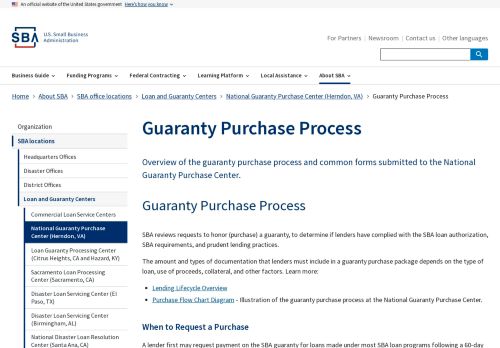 An official website of the United States government Here's how you know
SBA U.S. Small Business
Administration
For Partners | Newsroom | Contact us | Other languages
Business Guide Funding Programs Federal Contracting Learning Platform Local Assistance About SBA
Home > About SBA > SBA office locations > Loan and Guaranty Centers > National Guaranty Purchase Center (Herndon, VA) > Guaranty Purchase Process
Organization
SBA locations
Headquarters Offices
Disaster Offices
District Offices
Loan and Guaranty Centers
Commercial Loan Service Centers
National Guaranty Purchase
Center (Herndon, VA)
Loan Guaranty Processing Center
(Citrus Heights, CA and Hazard, KY)
Sacramento Loan Processing
Center (Sacramento, CA)
Disaster Loan Servicing Center (El
Paso, TX)
Disaster Loan Servicing Center
(Birmingham, AL)
National Disaster Loan Resolution
Center (Santa Ana, CA)
Guaranty Purchase Process
Overview of the guaranty purchase process and common forms submitted to the National
Guaranty Purchase Center.
Guaranty Purchase Process
SBA reviews requests to honor (purchase) a guaranty, to determine if lenders have complied with the SBA loan authorization,
SBA requirements, and prudent lending practices.
The amount and types of documentation that lenders must include in a guaranty purchase package depends on the type of
loan, use of proceeds, collateral, and other factors. Learn more:
• Lending Lifecycle Overview
• Purchase Flow Chart Diagram - Illustration of the guaranty purchase process at the National Guaranty Purchase Center.
When to Request a Purchase
A lender first may request payment on the SBA guaranty for loans made under most SBA loan programs following a 60-day